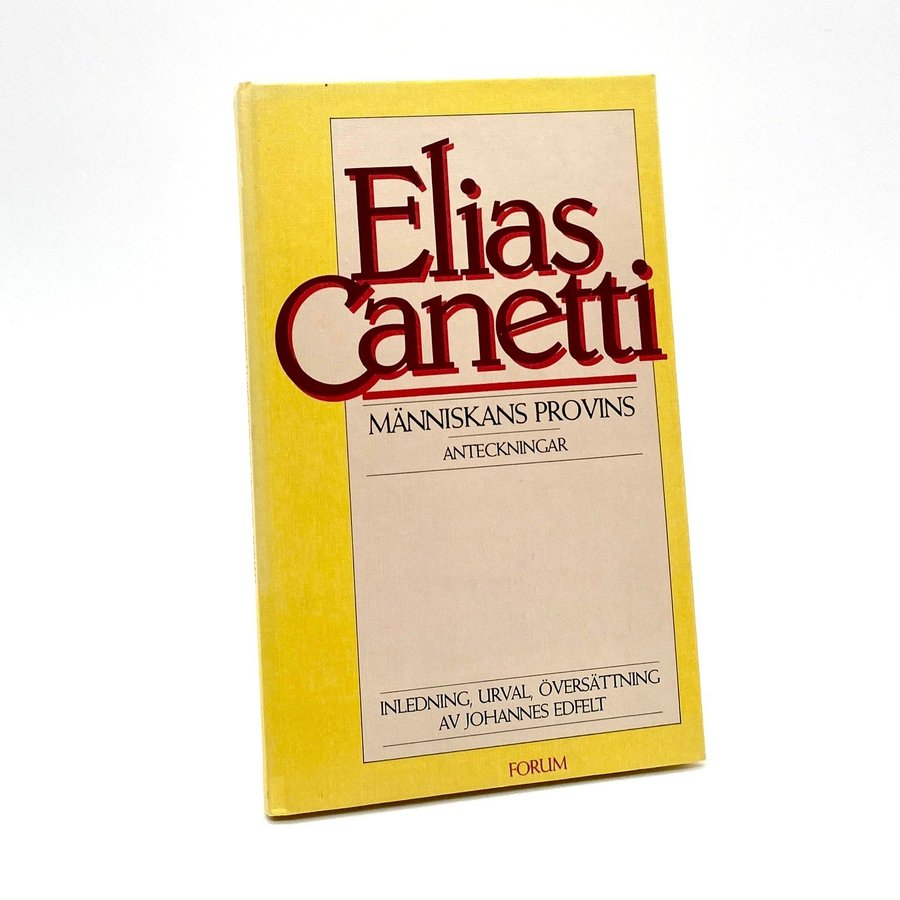 Elias
Canetti
MÄNNISKANS PROVINS
ANTECKNINGAR
INLEDNING, URVAL, ÖVERSÄTTNING
AV JOHANNES EDFELT
FORUM